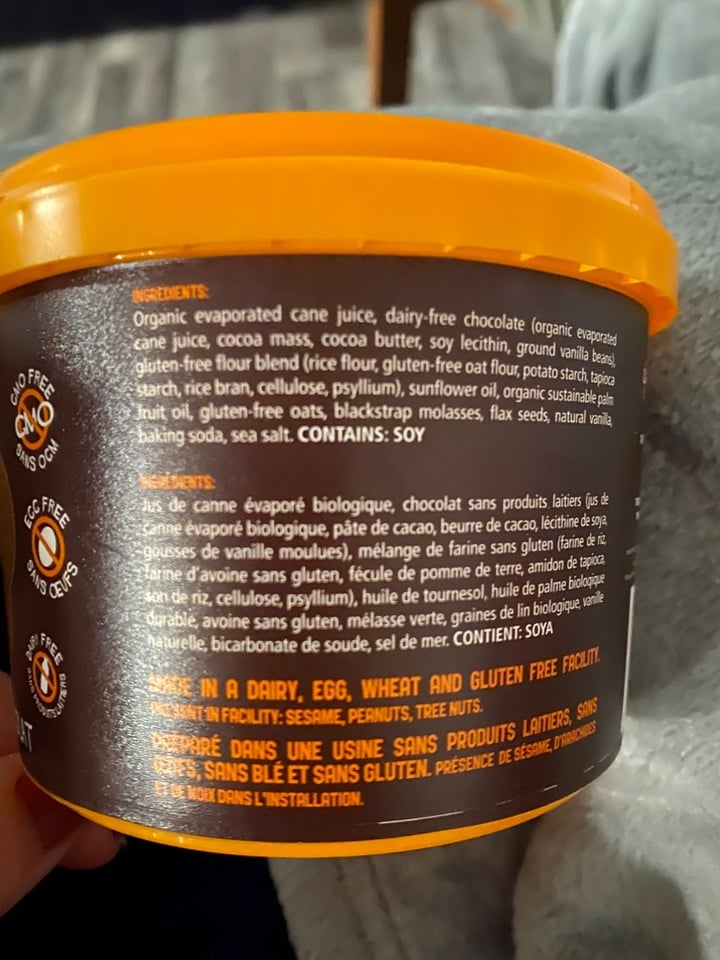 INGREDIENTS:
Organic evaporated cane juice, dairy-free chocolate (organic evaporated
cane juice, cocoa mass, cocoa butter, soy lecithin, ground vanilla beans),
gluten-free flour blend (rice flour, gluten-free oat flour, potato starch, tapioca
starch, rice bran, cellulose, psyllium), sunflower oil, organic sustainable palm
fruit oil, gluten-free oats, blackstrap molasses, flax seeds, natural vanilla,
baking soda, sea salt. CONTAINS: SOY
INGRÉDIENTS:
Jus de canne évaporé biologique, chocolat sans produits laitiers (jus de
canne évaporé biologique, pâte de cacao, beurre de cacao, lécithine de soya,
gousses de vanille moulues), mélange de farine sans gluten (farine de riz,
farine d'avoine sans gluten, fécule de pomme de terre, amidon de tapioca,
son de riz, cellulose, psyllium), huile de tournesol, huile de palme biologique
durable, avoine sans gluten, mélasse verte, graines de lin biologique, vanille
naturelle, bicarbonate de soude, sel de mer. CONTIENT: SOYA
MADE IN A DAIRY, EGG, WHEAT AND GLUTEN FREE FACILITY.
PRESENT IN FACILITY: SESAME, PEANUTS, TREE NUTS.
PRÉPARÉ DANS UNE USINE SANS PRODUITS LAITIERS, SANS
ŒUFS, SANS BLÉ ET SANS GLUTEN. PRÉSENCE DE SÉSAME, D'ARACHIDES
ET DE NOIX DANS L'INSTALLATION.
GMO FREE
GMO
SANS OGM
EGG FREE
SANS ŒUFS
DAIRY FREE
SANS PRODUITS LAITIERS